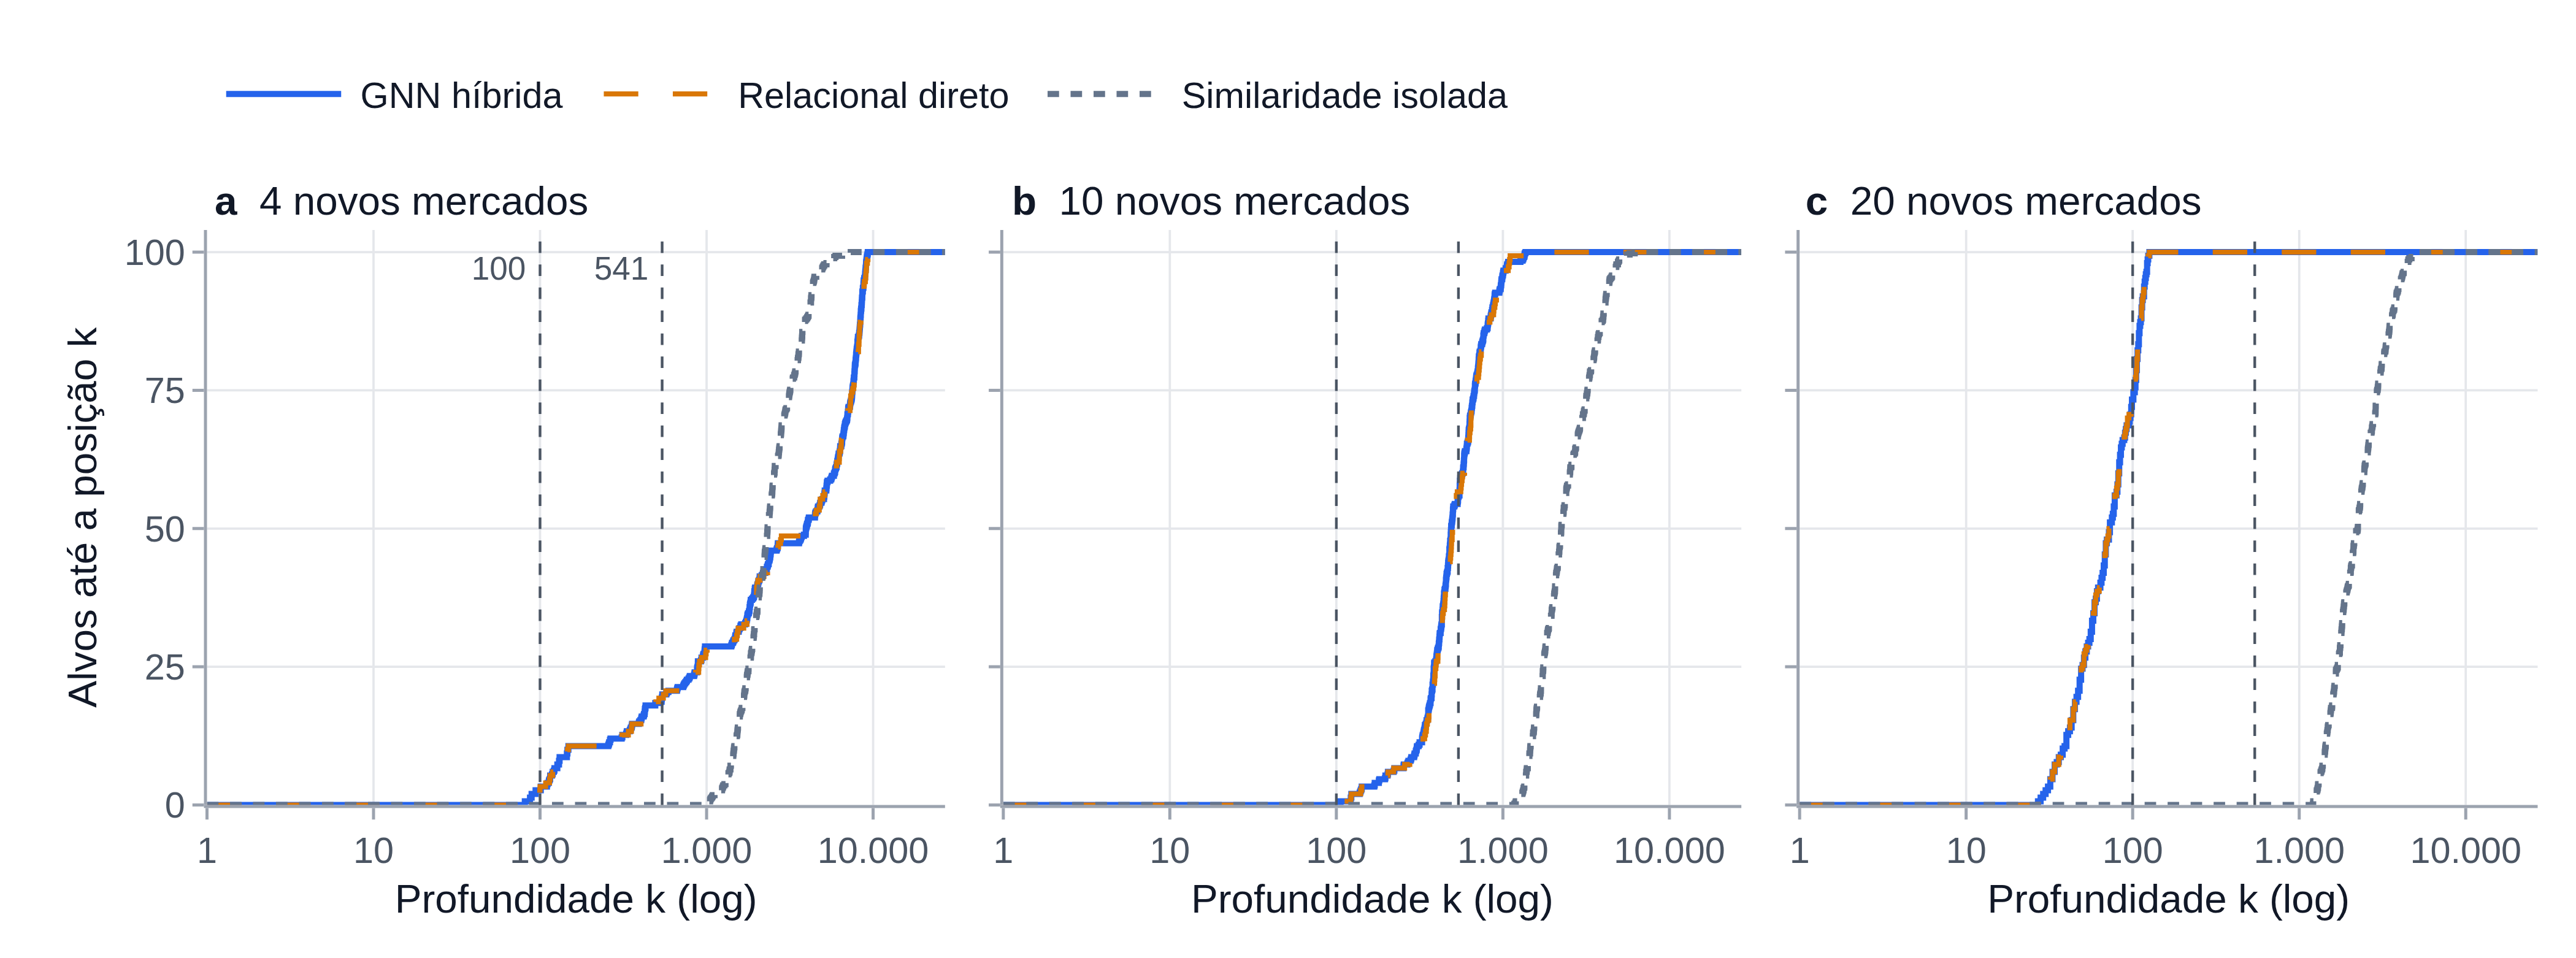 GNN híbrida Relacional direto Similaridade isolada
a 4 novos mercados
b 10 novos mercados
c 20 novos mercados
Alvos até a posição k
100
75
50
25
0
100 541
1 10 100 1.000 10.000
1 10 100 1.000 10.000
1 10 100 1.000 10.000
Profundidade k (log)
Profundidade k (log)
Profundidade k (log)